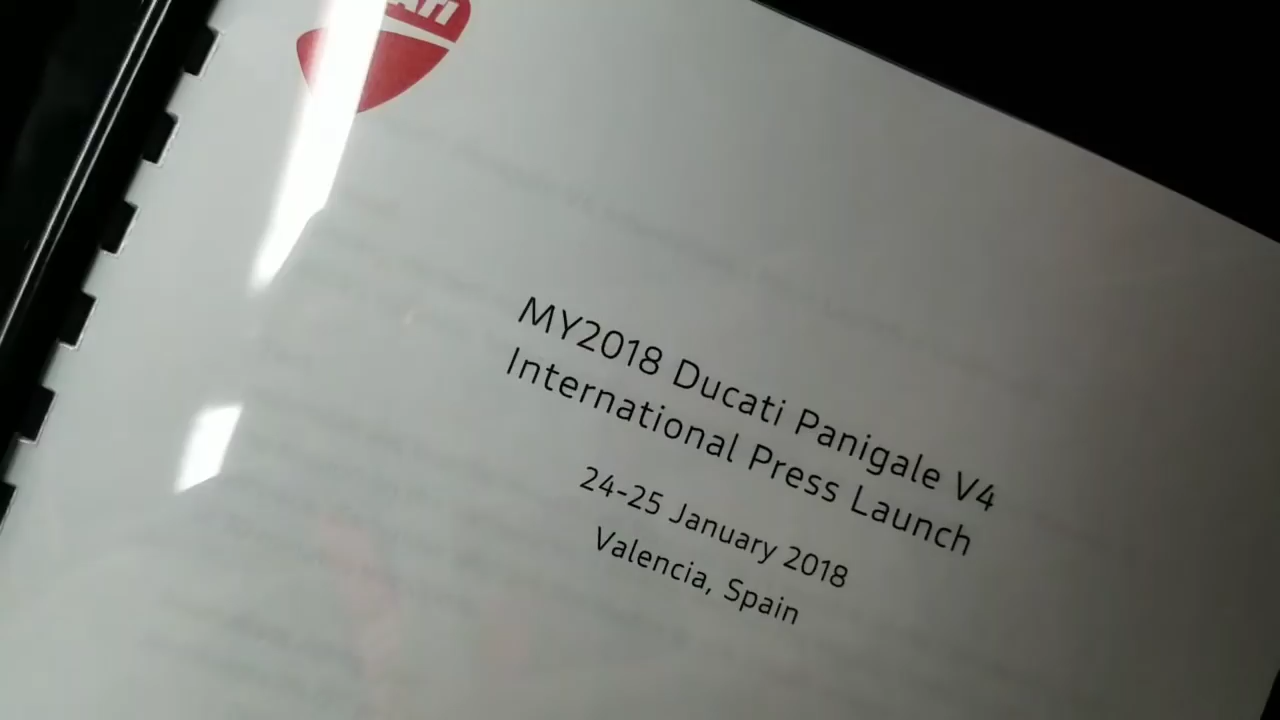 MY2018 Ducati Panigale V4
International Press Launch
24-25 January 2018
Valencia, Spain